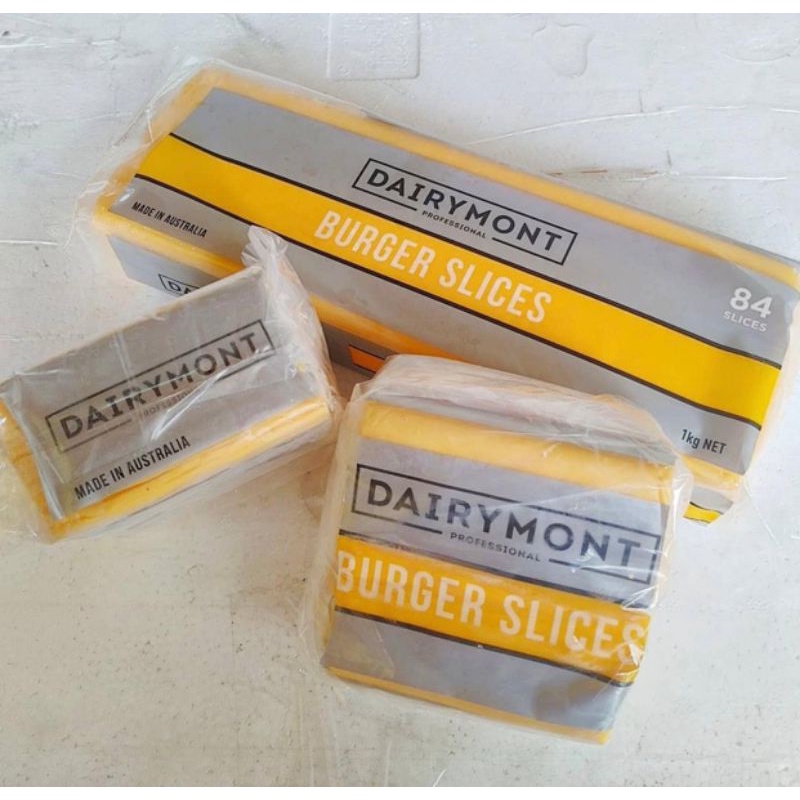 DAIRYMONT
PROFESSIONAL
BURGER SLICES
MADE IN AUSTRALIA
84
SLICES
1kg NET
DAIRYMONT
PROFESSIONAL
MADE IN AUSTRALIA
DAIRYMONT
PROFESSIONAL
BURGER SLICES